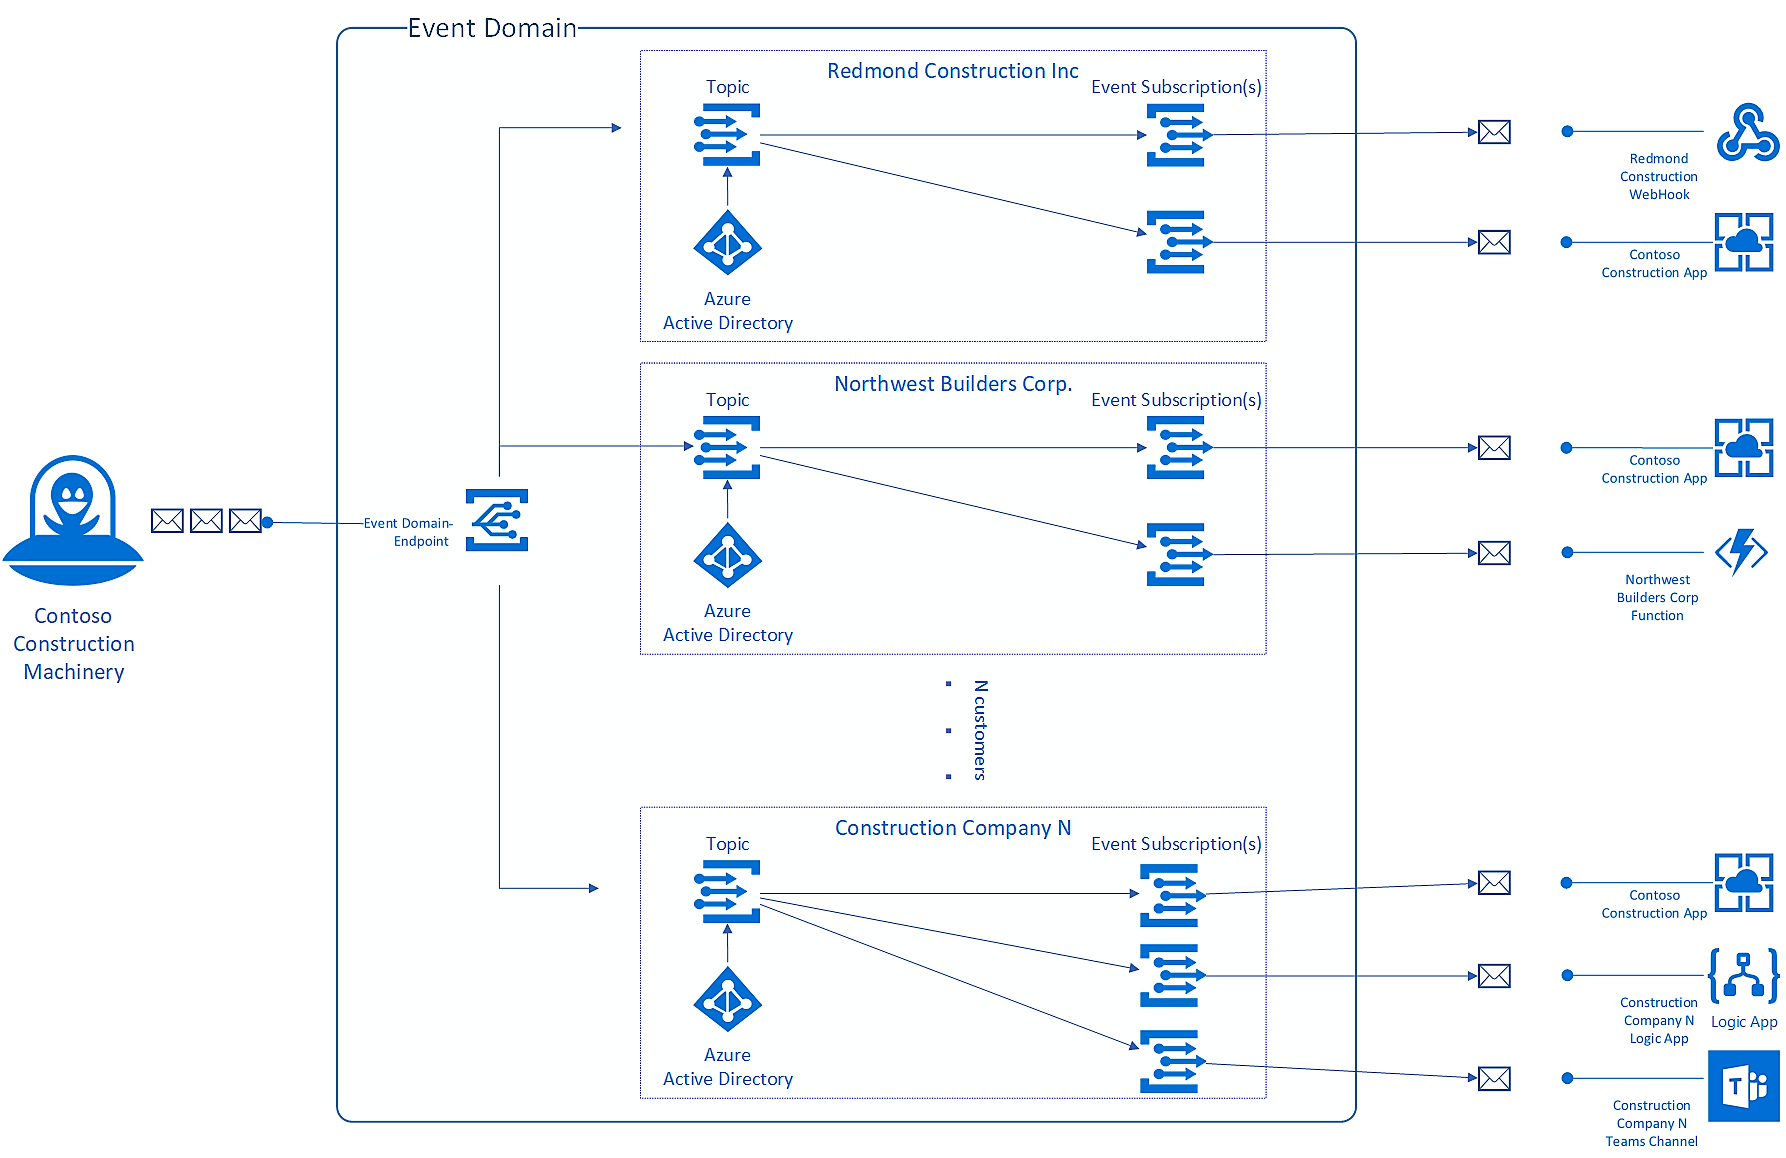 Event Domain
Redmond Construction Inc
Topic
Event Subscription(s)
Azure
Active Directory
Redmond
Construction
WebHook
Contoso
Construction App
Northwest Builders Corp.
Topic
Event Subscription(s)
Azure
Active Directory
Contoso
Construction App
Northwest
Builders Corp
Function
Contoso
Construction
Machinery
Event Domain-
Endpoint
N customers
Construction Company N
Topic
Event Subscription(s)
Azure
Active Directory
Contoso
Construction App
Construction
Company N
Logic App
Logic App
T
Construction
Company N
Teams Channel